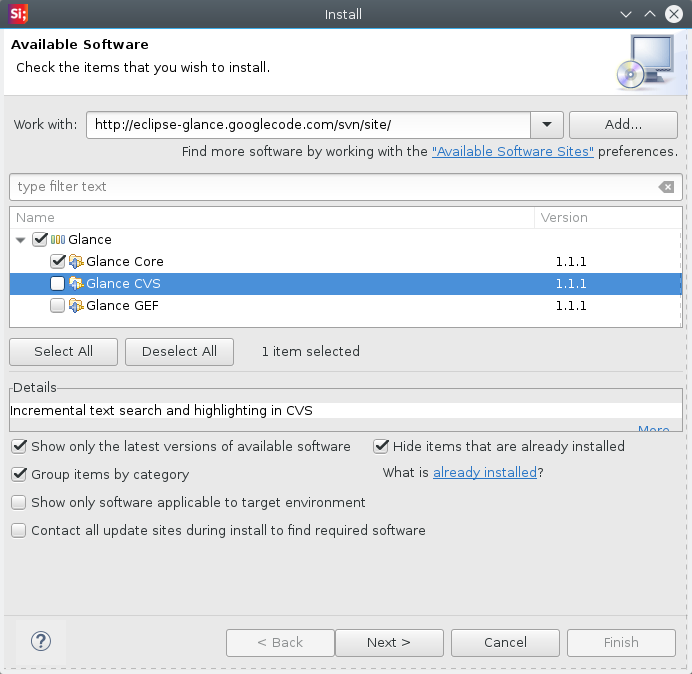 Si;
Install
Available Software
Check the items that you wish to install.
Work with: http://eclipse-glance.googlecode.com/svn/site/ Add...
Find more software by working with the "Available Software Sites" preferences.
type filter text
Name Version
Glance
Glance Core 1.1.1
Glance CVS 1.1.1
Glance GEF 1.1.1
Select All Deselect All 1 item selected
Details
Incremental text search and highlighting in CVS
More
Show only the latest versions of available software Hide items that are already installed
Group items by category What is already installed?
Show only software applicable to target environment
Contact all update sites during install to find required software
? < Back Next > Cancel Finish